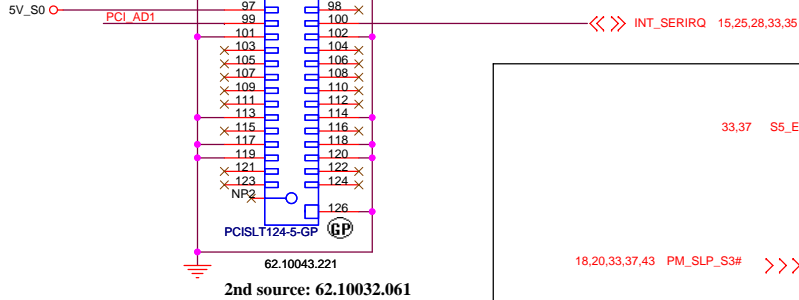 5V_S0 97 98
PCI_AD1 99 100 INT_SERIRQ 15,25,28,33,35
101 102
103 104
105 106
107 108
109 110
111 112
113 114
115 116
117 118
119 120
121 122
123 124
NP2
126
33,37 S5_E
PCISLT124-5-GP GP
62.10043.221
18,20,33,37,43 PM_SLP_S3#
2nd source: 62.10032.061